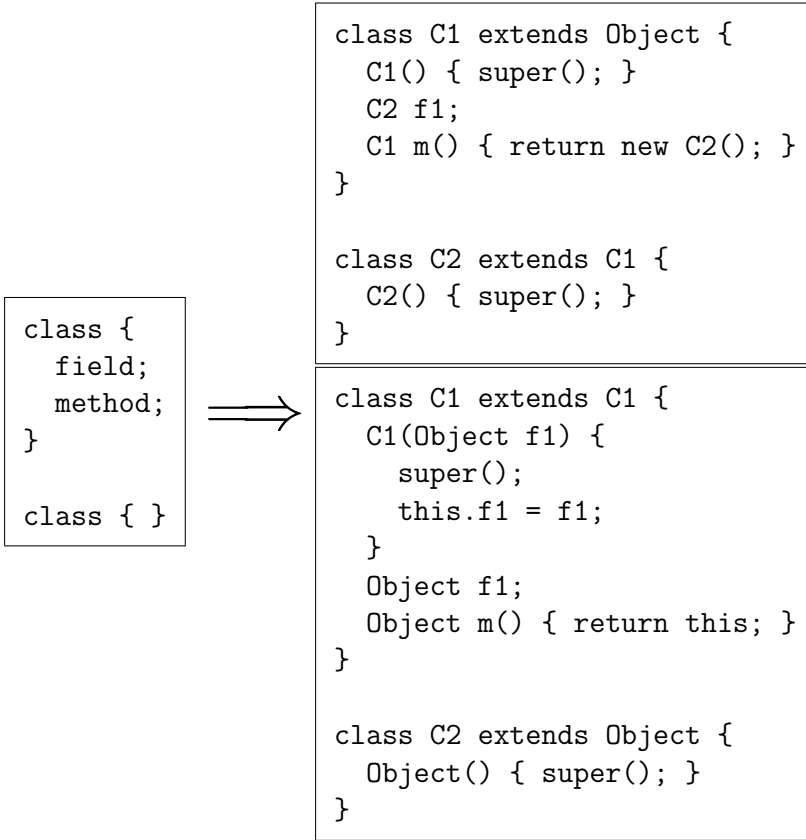 class {
  field;
  method;
}
class { }
class C1 extends Object {
  C1() { super(); }
  C2 f1;
  C1 m() { return new C2(); }
}
class C2 extends C1 {
  C2() { super(); }
}
class C1 extends C1 {
  C1(Object f1) {
    super();
    this.f1 = f1;
  }
  Object f1;
  Object m() { return this; }
}
class C2 extends Object {
  Object() { super(); }
}